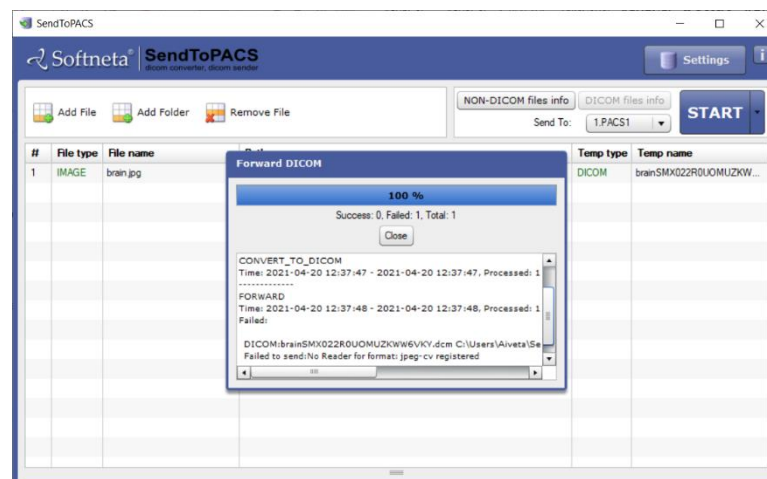 SendToPACS
Softneta® SendToPACS
dicom converter, dicom sender
Settings
i
Add File Add Folder Remove File
NON-DICOM files info DICOM files info
Send To: 1.PACS1
START
# File type File name Temp type Temp name
1 IMAGE brain.jpg DICOM brainSMX022R0UOMUZKW...
Forward DICOM
100 %
Success: 0, Failed: 1, Total: 1
Close
CONVERT_TO_DICOM
Time: 2021-04-20 12:37:47 - 2021-04-20 12:37:47, Processed: 1
-------------
FORWARD
Time: 2021-04-20 12:37:48 - 2021-04-20 12:37:48, Processed: 1
Failed:
DICOM:brainSMX022R0UOMUZKWW6VKY.dcm C:\Users\Aiveta\Se
Failed to send:No Reader for format: jpeg-cv registered